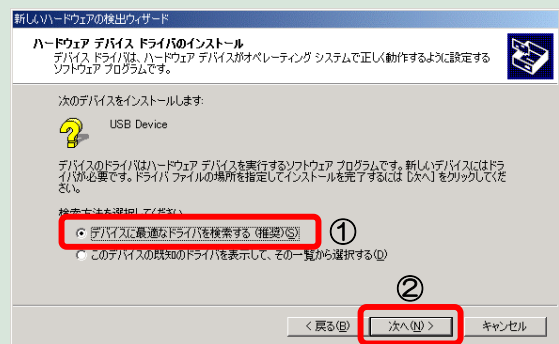 新しいハードウェアの検出ウィザード
ハードウェア デバイス ドライバのインストール
デバイス ドライバは、ハードウェア デバイスがオペレーティング システムで正しく動作するように設定する
ソフトウェア プログラムです。
次のデバイスをインストールします:
USB Device
デバイスのドライバはハードウェア デバイスを実行するソフトウェア プログラムです。新しいデバイスにはドラ
イバが必要です。ドライバ ファイルの場所を指定してインストールを完了するには [次へ] をクリックしてくだ
さい。
検索方法を選択してください。
デバイスに最適なドライバを検索する (推奨)(S)
①
このデバイスの既知のドライバを表示して、その一覧から選択する(D)
②
< 戻る(B)
次へ(N) >
キャンセル